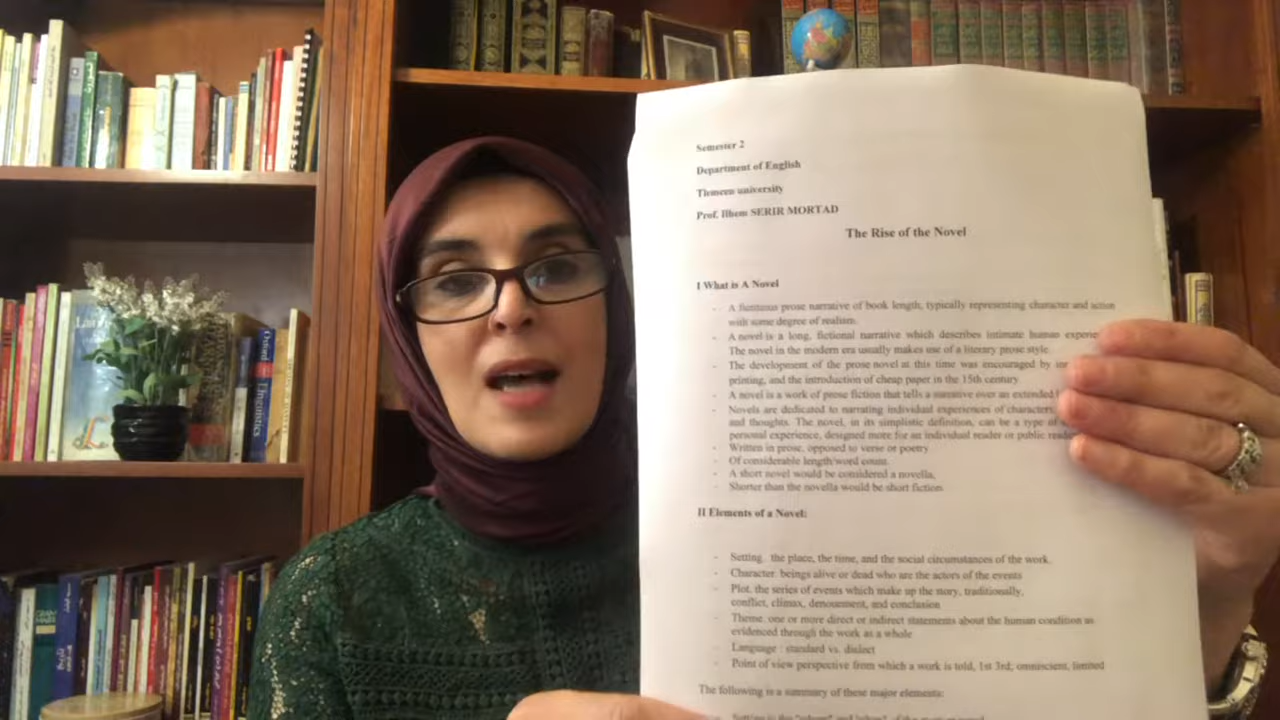 Semester 2
Department of English
Tlemcen university
Prof. Ilhem SERIR MORTAD
The Rise of the Novel
I What is A Novel
- A fictitious prose narrative of book length, typically representing character and action
with some degree of realism.
- A novel is a long, fictional narrative which describes intimate human experie
The novel in the modern era usually makes use of a literary prose style.
- The development of the prose novel at this time was encouraged by in
printing, and the introduction of cheap paper in the 15th century.
- A novel is a work of prose fiction that tells a narrative over an extended
- Novels are dedicated to narrating individual experiences of characters,
and thoughts. The novel, in its simplistic definition, can be a type of
personal experience, designed more for an individual reader or public reade
- Written in prose, opposed to verse or poetry
- Of considerable length/word count.
- A short novel would be considered a novella,
- Shorter than the novella would be short fiction
II Elements of a Novel:
- Setting: the place, the time, and the social circumstances of the work.
- Character: beings alive or dead who are the actors of the events
- Plot: the series of events which make up the story, traditionally,
conflict, climax, denouement, and conclusion
- Theme: one or more direct or indirect statements about the human condition as
evidenced through the work as a whole
- Language : standard vs. dialect
- Point of view perspective from which a work is told, 1st 3rd, omniscient, limited
The following is a summary of these major elements:
Oxford
Linguistics